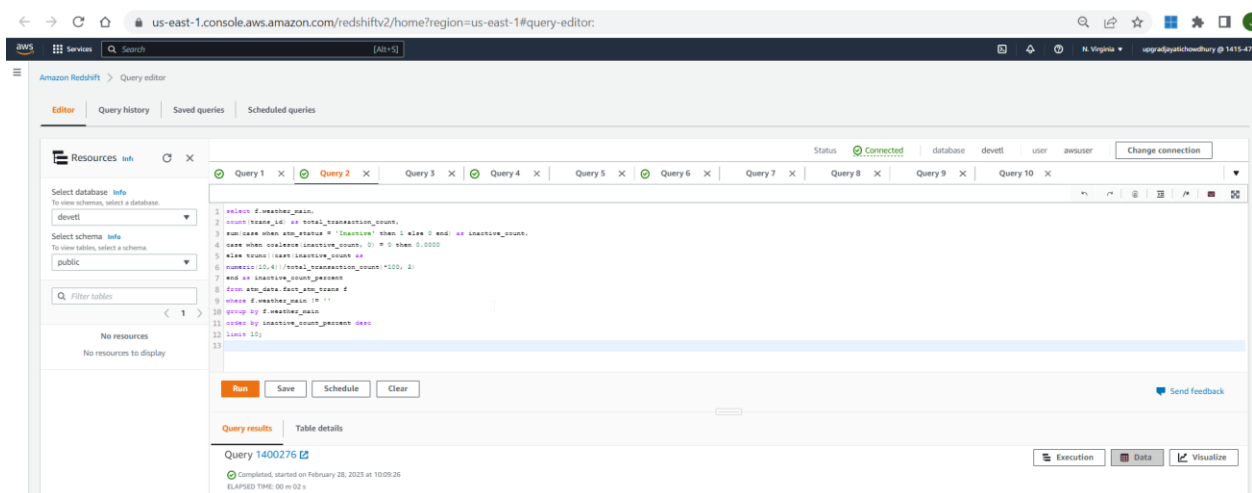 us-east-1.console.aws.amazon.com/redshiftv2/home?region=us-east-1#query-editor:
aws Services Search [Alt+S] N. Virginia ▼ upgradjayatichowdhury @ 1415-47
Amazon Redshift > Query editor
Editor Query history Saved queries Scheduled queries
Resources Info
Status Connected database devetl user awsuser Change connection
Query 1 Query 2 Query 3 Query 4 Query 5 Query 6 Query 7 Query 8 Query 9 Query 10
Select database Info
To view schemas, select a database.
devetl
Select schema Info
To view tables, select a schema.
public
Filter tables
< 1 >
No resources
No resources to display
1 select f.weather_main,
2 count(trans_id) as total_transaction_count,
3 sum(case when atm_status = 'Inactive' then 1 else 0 end) as inactive_count,
4 case when coalesce(inactive_count, 0) = 0 then 0.0000
5 else trunc((cast(inactive_count as
6 numeric(10,4))/total_transaction_count)*100, 2)
7 end as inactive_count_percent
8 from atm_data.fact_atm_trans f
9 where f.weather_main != ''
10 group by f.weather_main
11 order by inactive_count_percent desc
12 limit 10;
13
Run Save Schedule Clear
Send feedback
Query results Table details
Query 1400276
Execution Data Visualize
Completed, started on February 28, 2023 at 10:09:26
ELAPSED TIME: 00 m 02 s